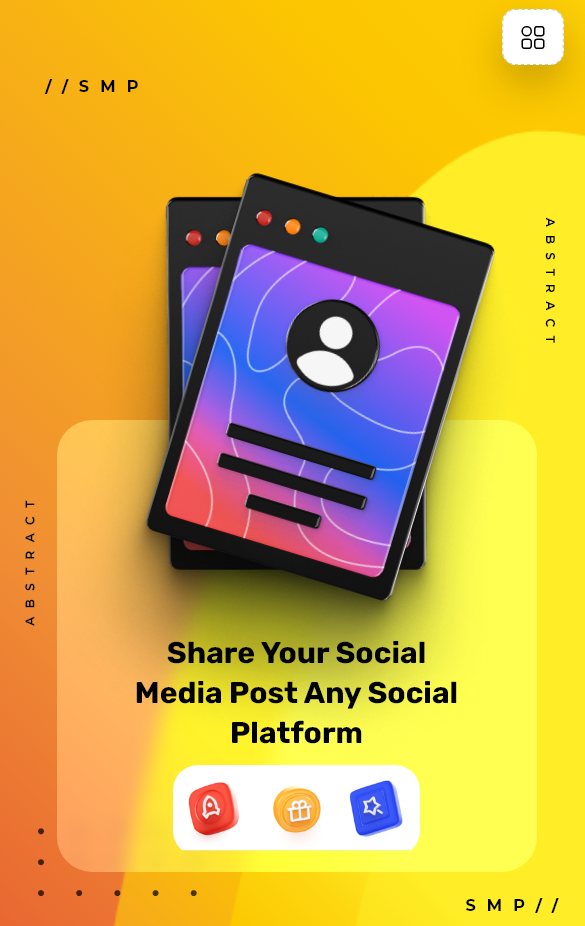 //SMP
ABSTRACT
ABSTRACT
Share Your Social
Media Post Any Social
Platform
SMP//